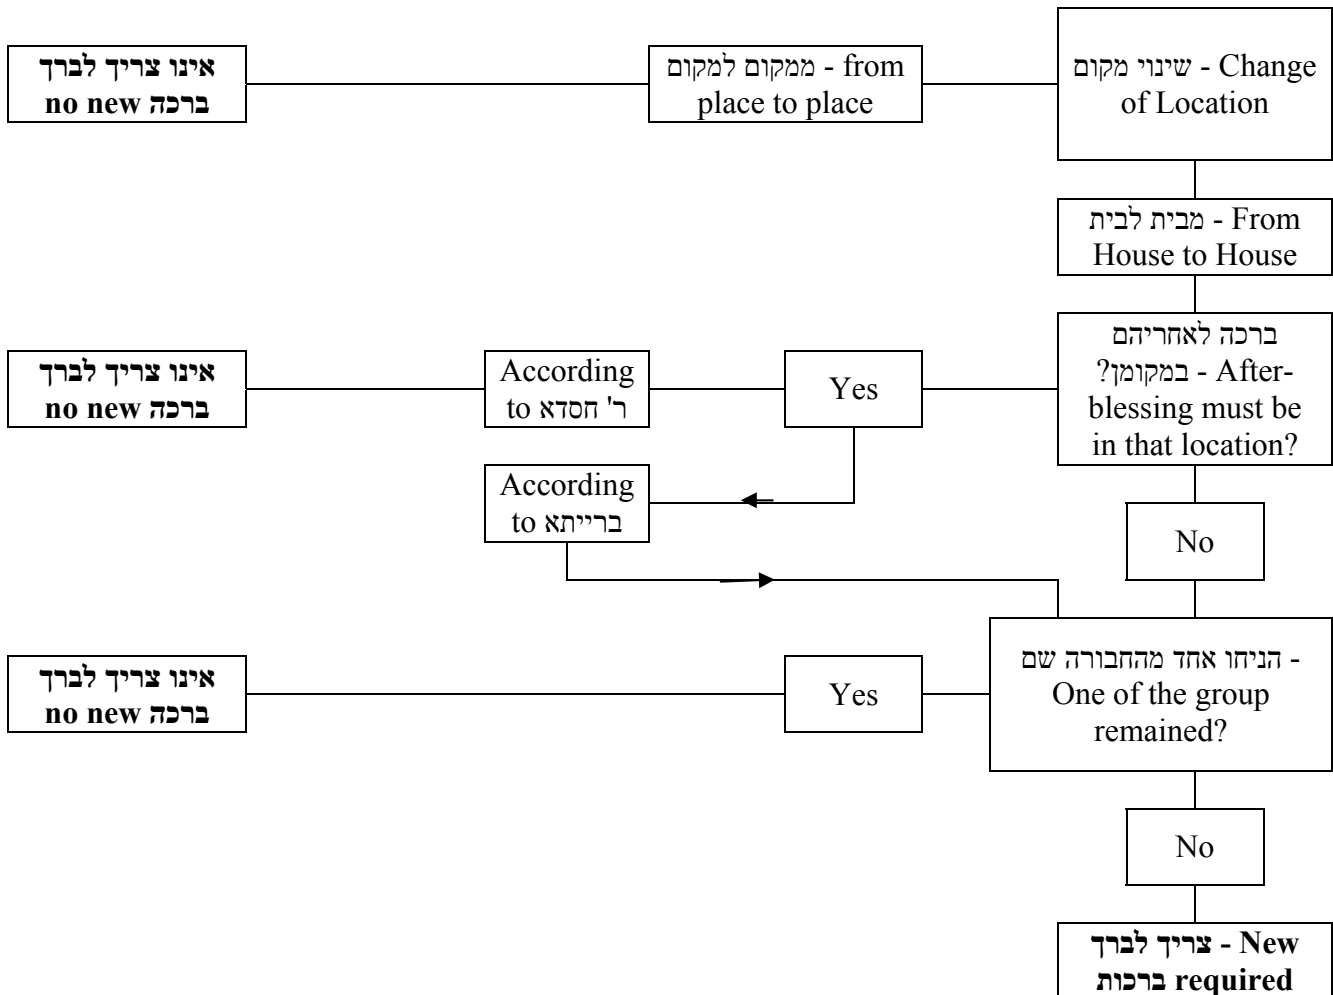 שינוי מקום - Change
of Location
ממקום למקום - from
place to place
אינו צריך לברך
no new ברכה
מבית לבית - From
House to House
ברכה לאחריהם
במקומן? - After-
blessing must be
in that location?
Yes
According
to ר' חסדא
אינו צריך לברך
no new ברכה
According
to ברייתא
No
הניחו אחד מהחבורה שם -
One of the group
remained?
Yes
אינו צריך לברך
no new ברכה
No
צריך לברך - New
ברכות required